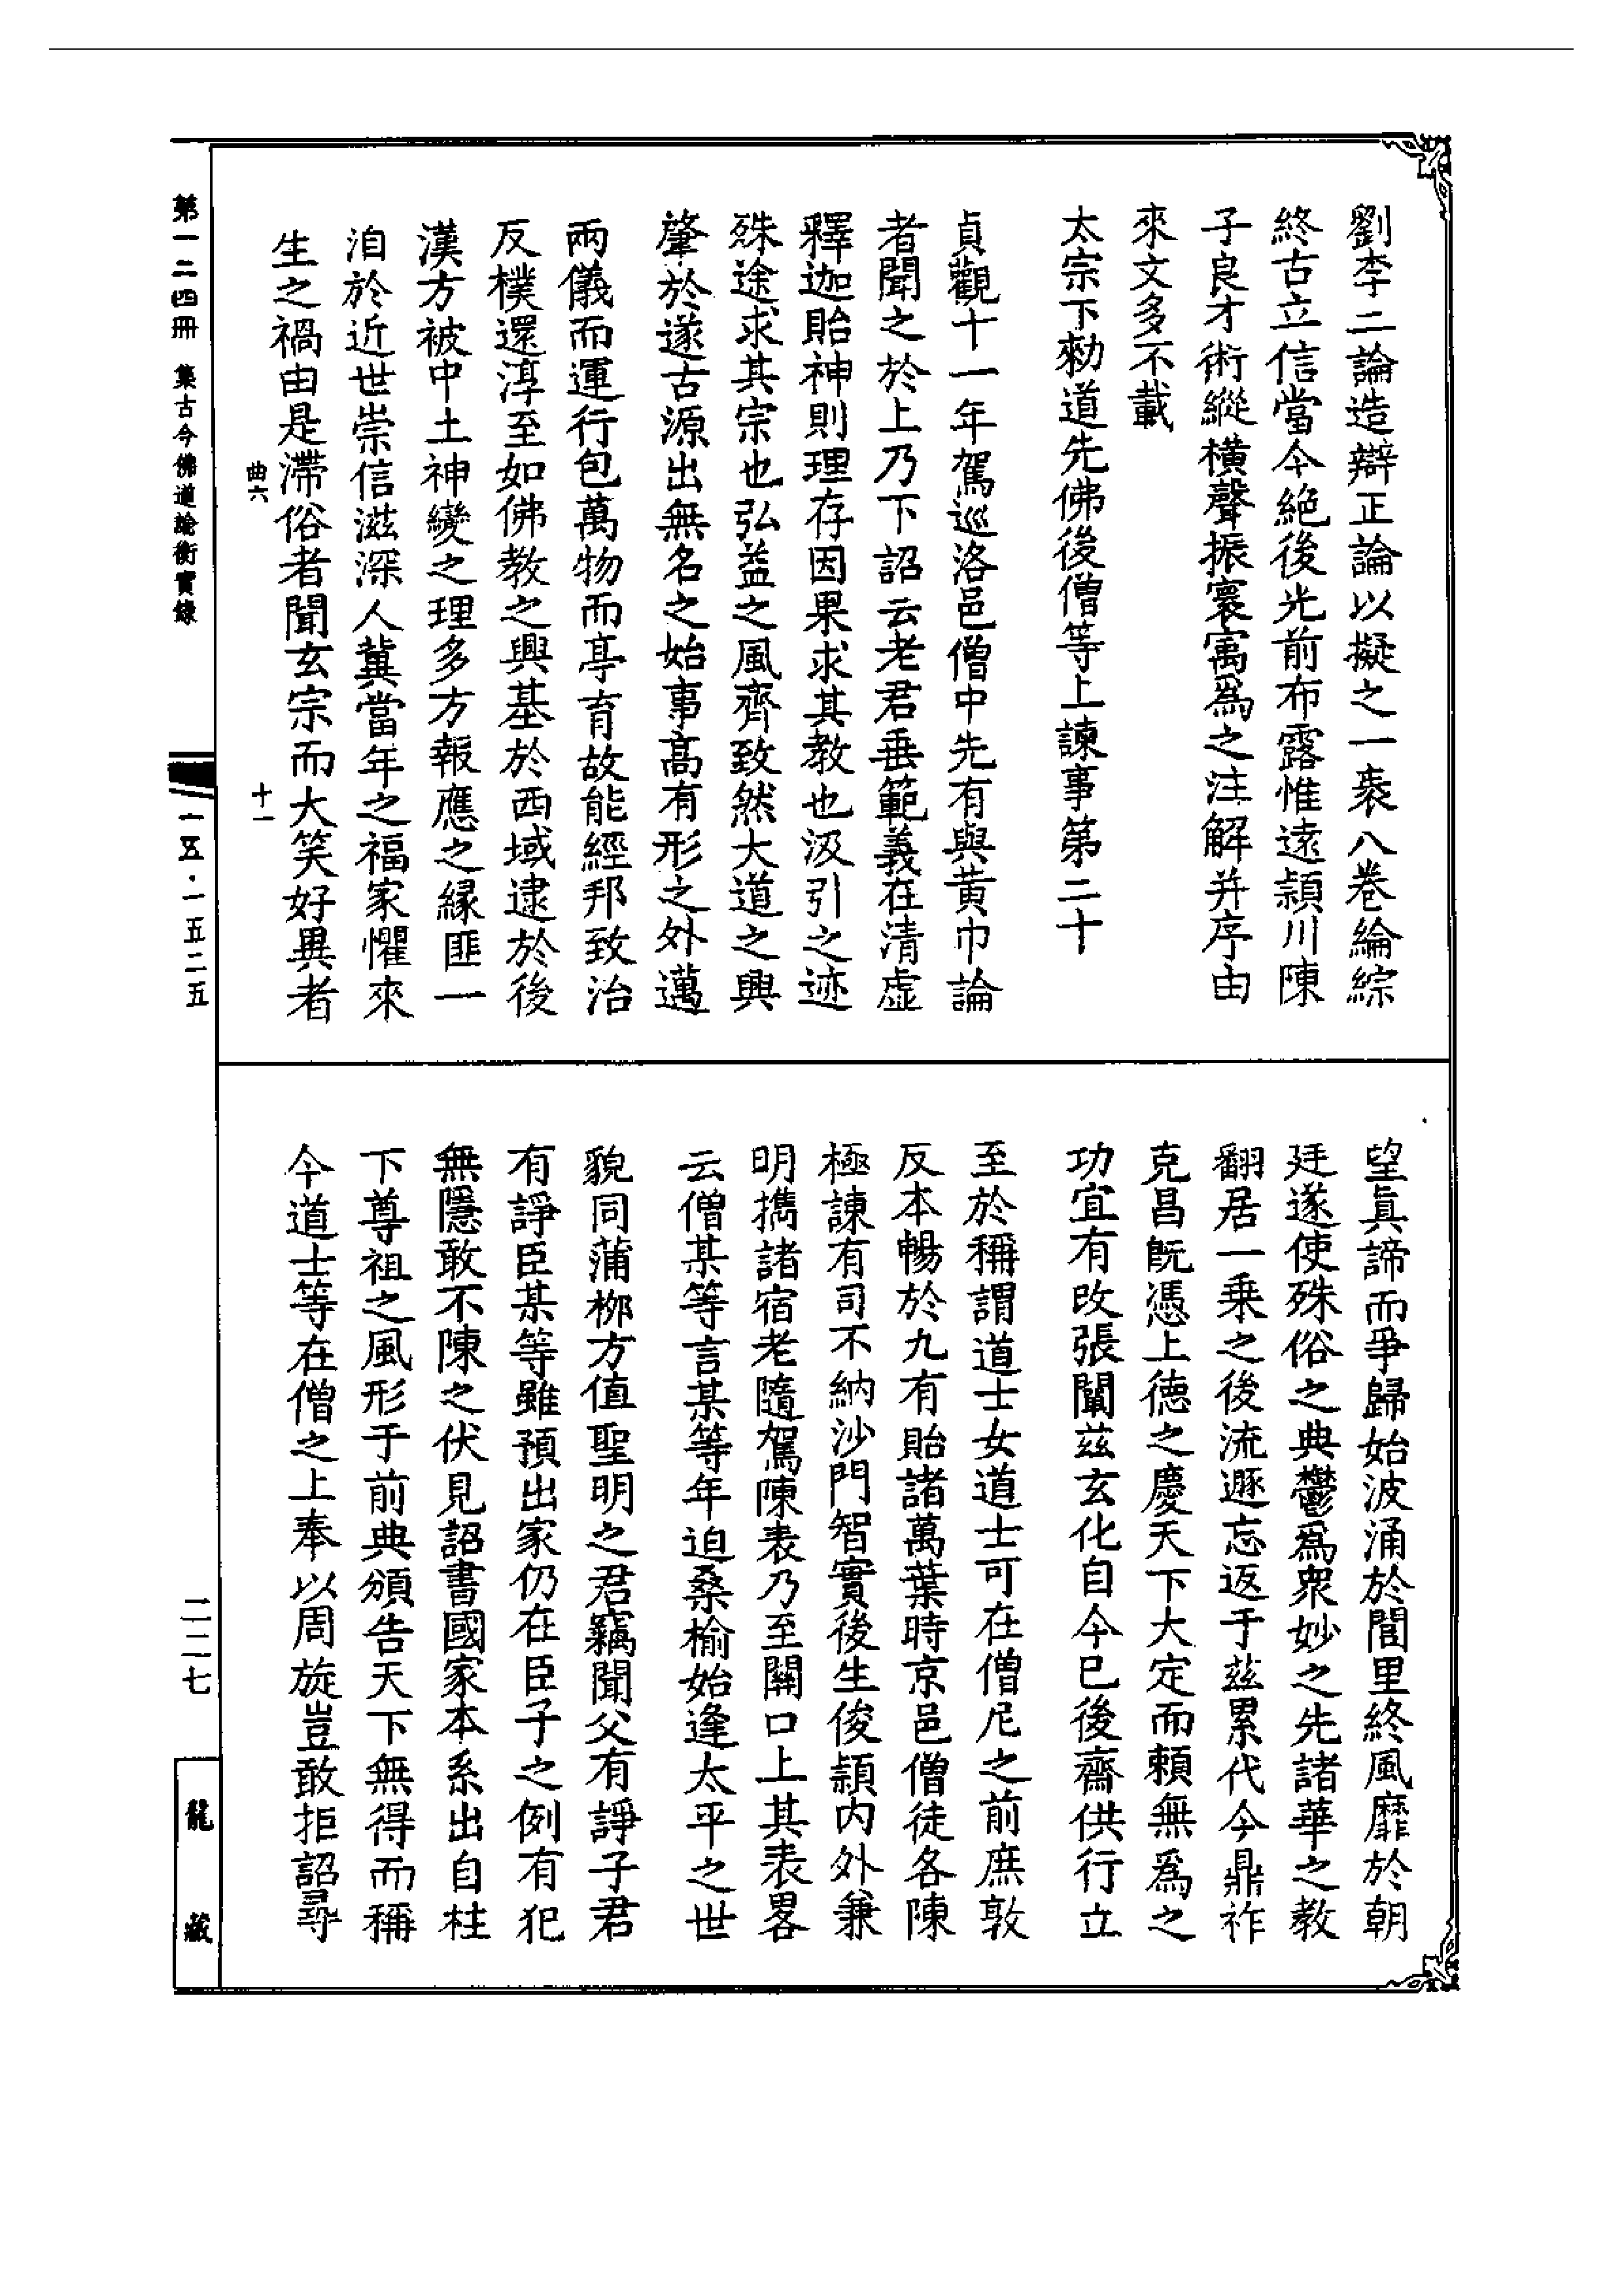 劉李二論造辯正論以擬之一袠八卷綸綜
終古立信當今絶後光前布露惟遠頴川陳
子良才術縱横聲振寰㝢爲之注解并序由
來文多不載
太宗下勑道先佛後僧等上諫事第二十
貞觀十一年駕巡洛邑僧中先有與黄巾論
者聞之於上乃下詔云老君垂範義在清虚
釋迦貽神則理存因果求其教也汲引之迹
殊途求其宗也弘益之風齊致然大道之興
肇於遂古源出無名之始事髙有形之外邁
兩儀而運行包萬物而亭育故能經邦致治
反樸還淳至如佛教之興基於西域逮於後
漢方被中土神變之理多方報應之縁匪一
洎於近世崇信滋深人冀當年之福家懼來
生之禍由是滯俗者聞玄宗而大笑好異者
望眞諦而爭歸始波涌於閭里終風靡於朝
廷遂使殊俗之典鬱爲衆妙之先諸華之教
翻居一乗之後流遯忘返于兹累代今鼎祚
克昌旣憑上德之慶天下大定而頼無爲之
功宜有改張闡兹玄化自今已後齋供行立
至於稱謂道士女道士可在僧尼之前庶敦
反本暢於九有貽諸萬葉時京邑僧徒各陳
極諫有司不納沙門智實後生俊頴内外兼
明攜諸宿老隨駕陳表乃至關口上其表畧
云僧某等言某等年迫桑榆始逢太平之世
貌同蒲桞方值聖明之君竊聞父有諍子君
有諍臣某等雖預出家仍在臣子之例有犯
無隱敢不陳之伏見詔書國家本系出自柱
下尊祖之風形于前典頒告天下無得而稱
今道士等在僧之上奉以周旋豈敢拒詔尋
第一二四冊 集古今佛道論衡實錄
曲六
十一
一五·一五二五
二二七
龍藏